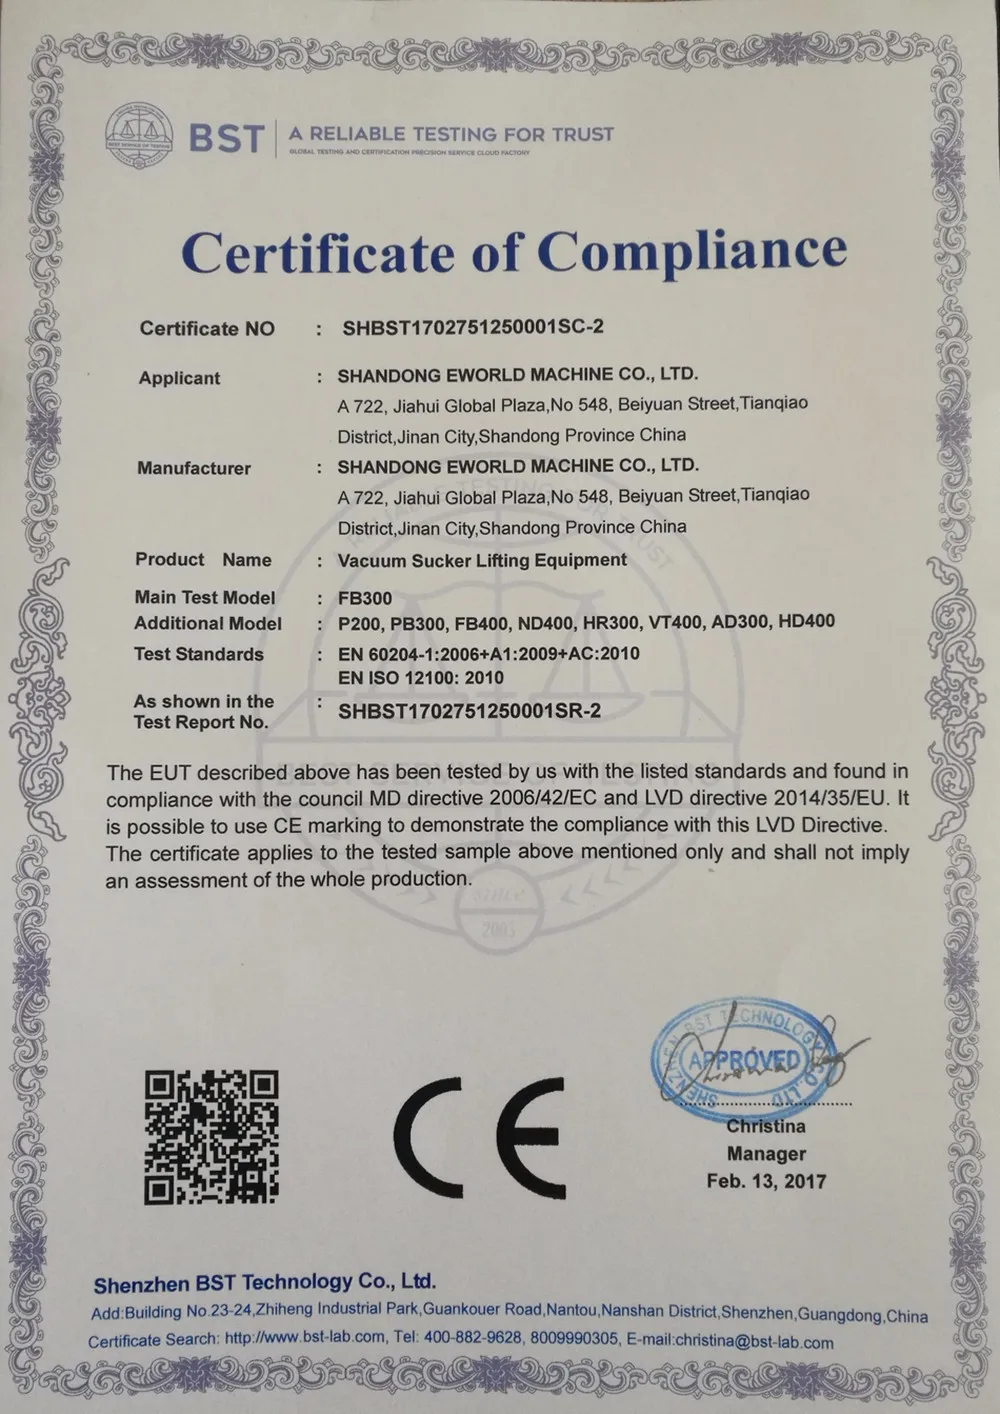 BEST SERVICE OF TESTING
BST
A RELIABLE TESTING FOR TRUST
GLOBAL TESTING AND CERTIFICATION PRECISION SERVICE CLOUD FACTORY
Certificate of Compliance
Certificate NO : SHBST1702751250001SC-2
Applicant : SHANDONG EWORLD MACHINE CO., LTD.
A 722, Jiahui Global Plaza,No 548, Beiyuan Street,Tianqiao
District,Jinan City,Shandong Province China
Manufacturer : SHANDONG EWORLD MACHINE CO., LTD.
A 722, Jiahui Global Plaza,No 548, Beiyuan Street,Tianqiao
District,Jinan City,Shandong Province China
Product Name : Vacuum Sucker Lifting Equipment
Main Test Model : FB300
Additional Model : P200, PB300, FB400, ND400, HR300, VT400, AD300, HD400
Test Standards : EN 60204-1:2006+A1:2009+AC:2010
EN ISO 12100: 2010
As shown in the :
Test Report No. SHBST1702751250001SR-2
The EUT described above has been tested by us with the listed standards and found in
compliance with the council MD directive 2006/42/EC and LVD directive 2014/35/EU. It
is possible to use CE marking to demonstrate the compliance with this LVD Directive.
The certificate applies to the tested sample above mentioned only and shall not imply
an assessment of the whole production.
since
2003
SHENZHEN BST TECHNOLOGY CO.,LTD
APPROVED
CE
Christina
Manager
Feb. 13, 2017
Shenzhen BST Technology Co., Ltd.
Add:Building No.23-24,Zhiheng Industrial Park,Guankouer Road,Nantou,Nanshan District,Shenzhen,Guangdong,China
Certificate Search: http://www.bst-lab.com, Tel: 400-882-9628, 8009990305, E-mail:christina@bst-lab.com